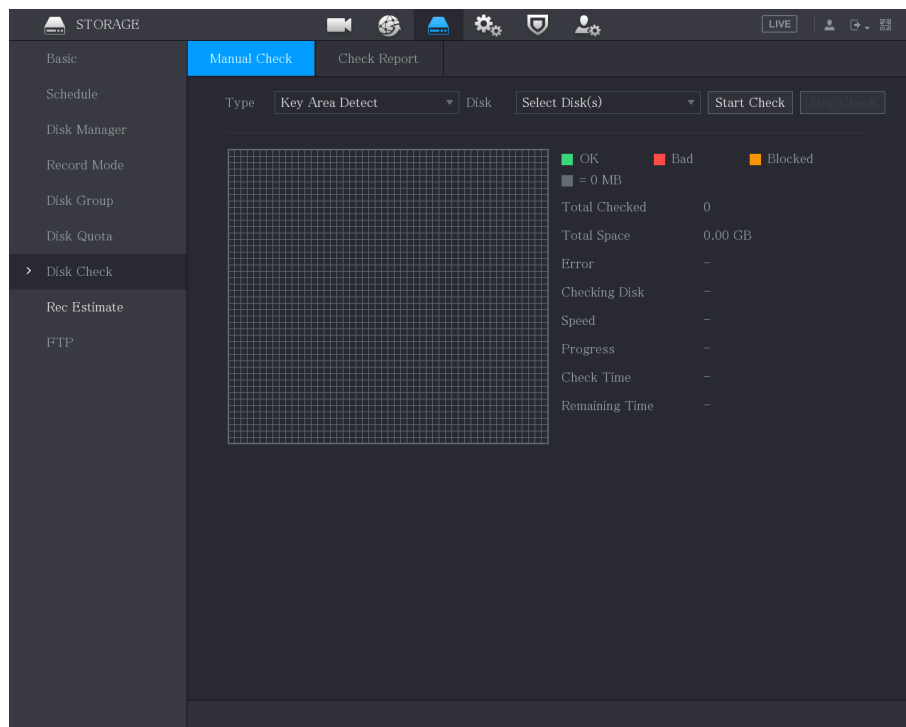 STORAGE
LIVE
Basic
Schedule
Disk Manager
Record Mode
Disk Group
Disk Quota
Disk Check
Rec Estimate
FTP
Manual Check Check Report
Type Key Area Detect Disk Select Disk(s) Start Check Stop Check
OK Bad Blocked
= 0 MB
Total Checked 0
Total Space 0.00 GB
Error -
Checking Disk -
Speed -
Progress -
Check Time -
Remaining Time -